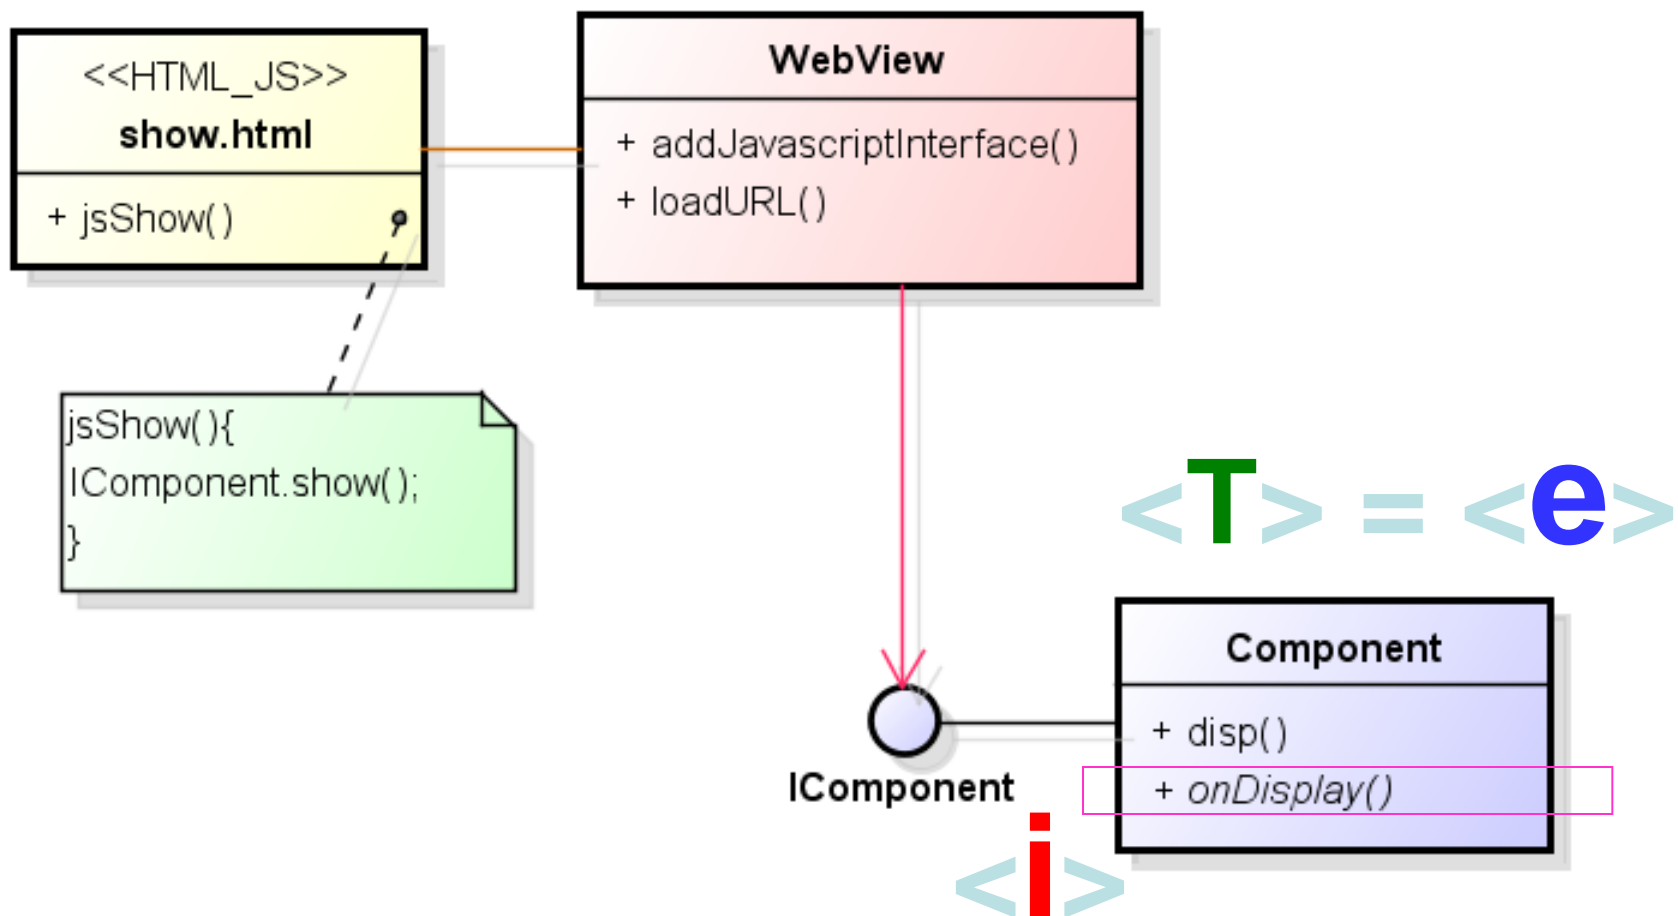 <<HTML_JS>>
show.html
+ jsShow()
WebView
+ addJavascriptInterface()
+ loadURL()
jsShow(){
IComponent.show();
}
<T> = <e>
Component
+ disp()
+ onDisplay()
IComponent
<i>